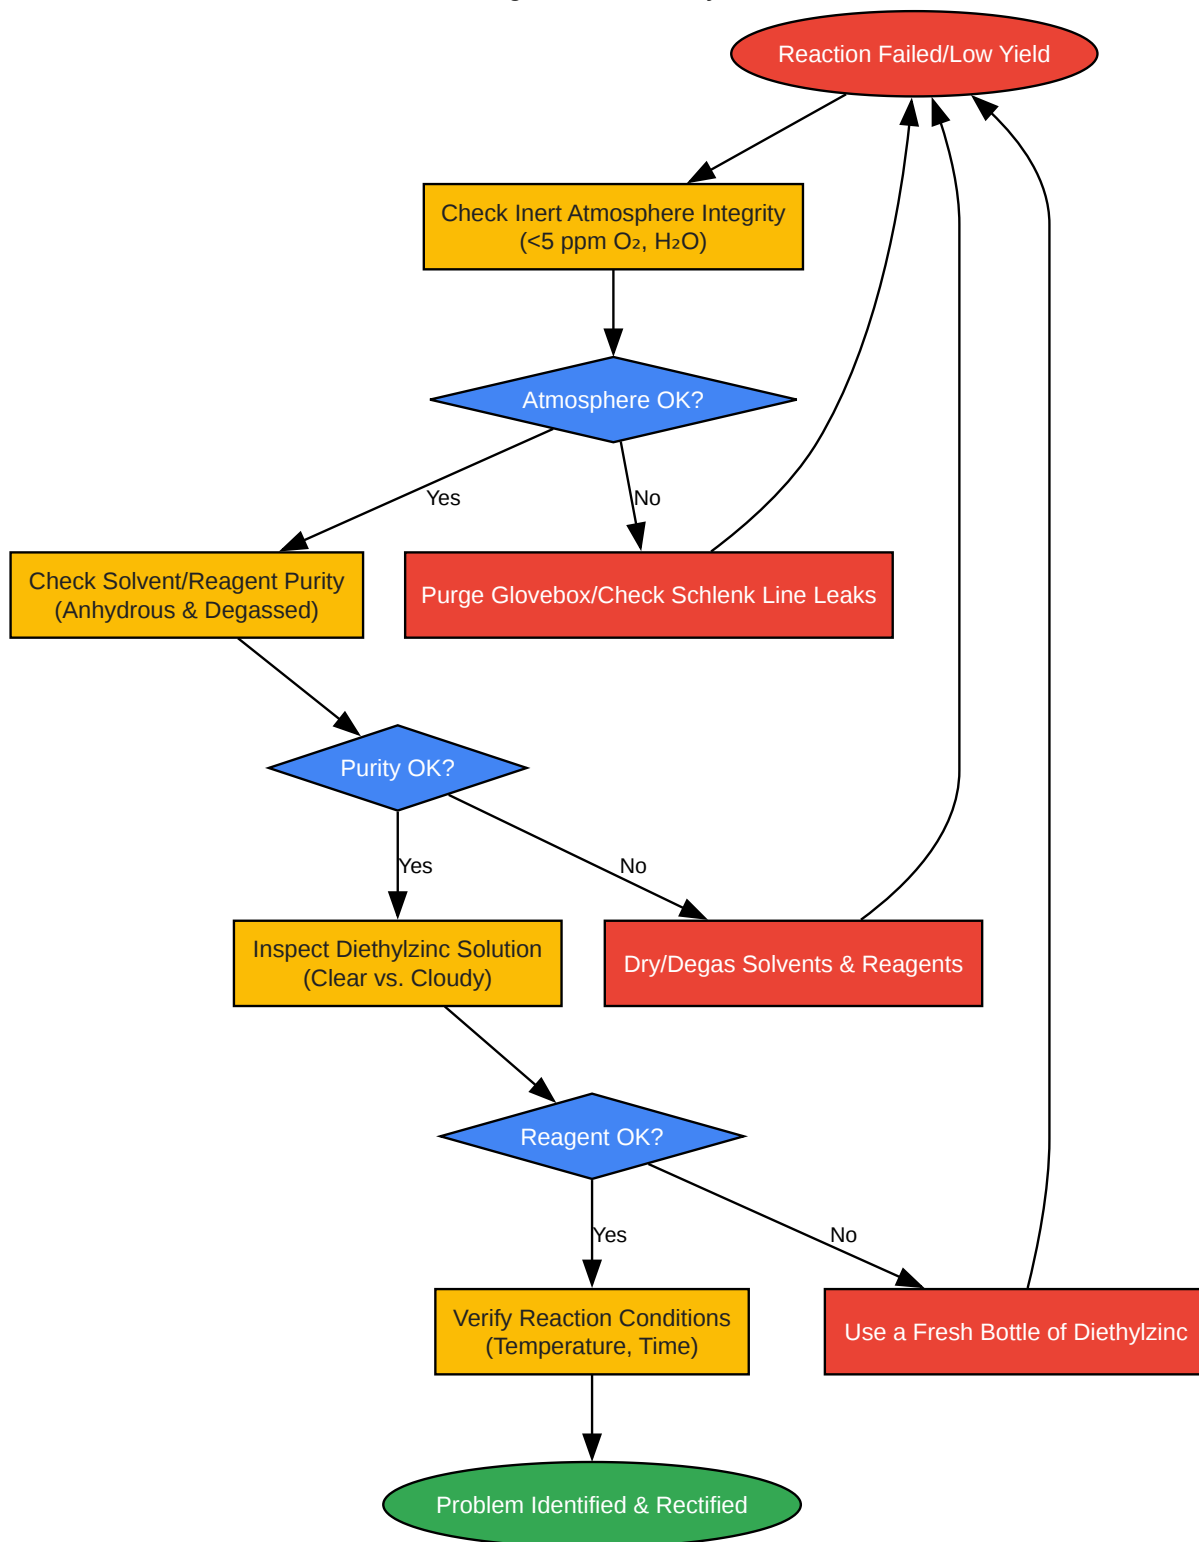 Reaction Failed/Low Yield
Check Inert Atmosphere Integrity
(<5 ppm O₂, H₂O)
Atmosphere OK?
Yes
No
Check Solvent/Reagent Purity
(Anhydrous & Degassed)
Purge Glovebox/Check Schlenk Line Leaks
Purity OK?
Yes
No
Inspect Diethylzinc Solution
(Clear vs. Cloudy)
Dry/Degas Solvents & Reagents
Reagent OK?
Yes
No
Verify Reaction Conditions
(Temperature, Time)
Use a Fresh Bottle of Diethylzinc
Problem Identified & Rectified